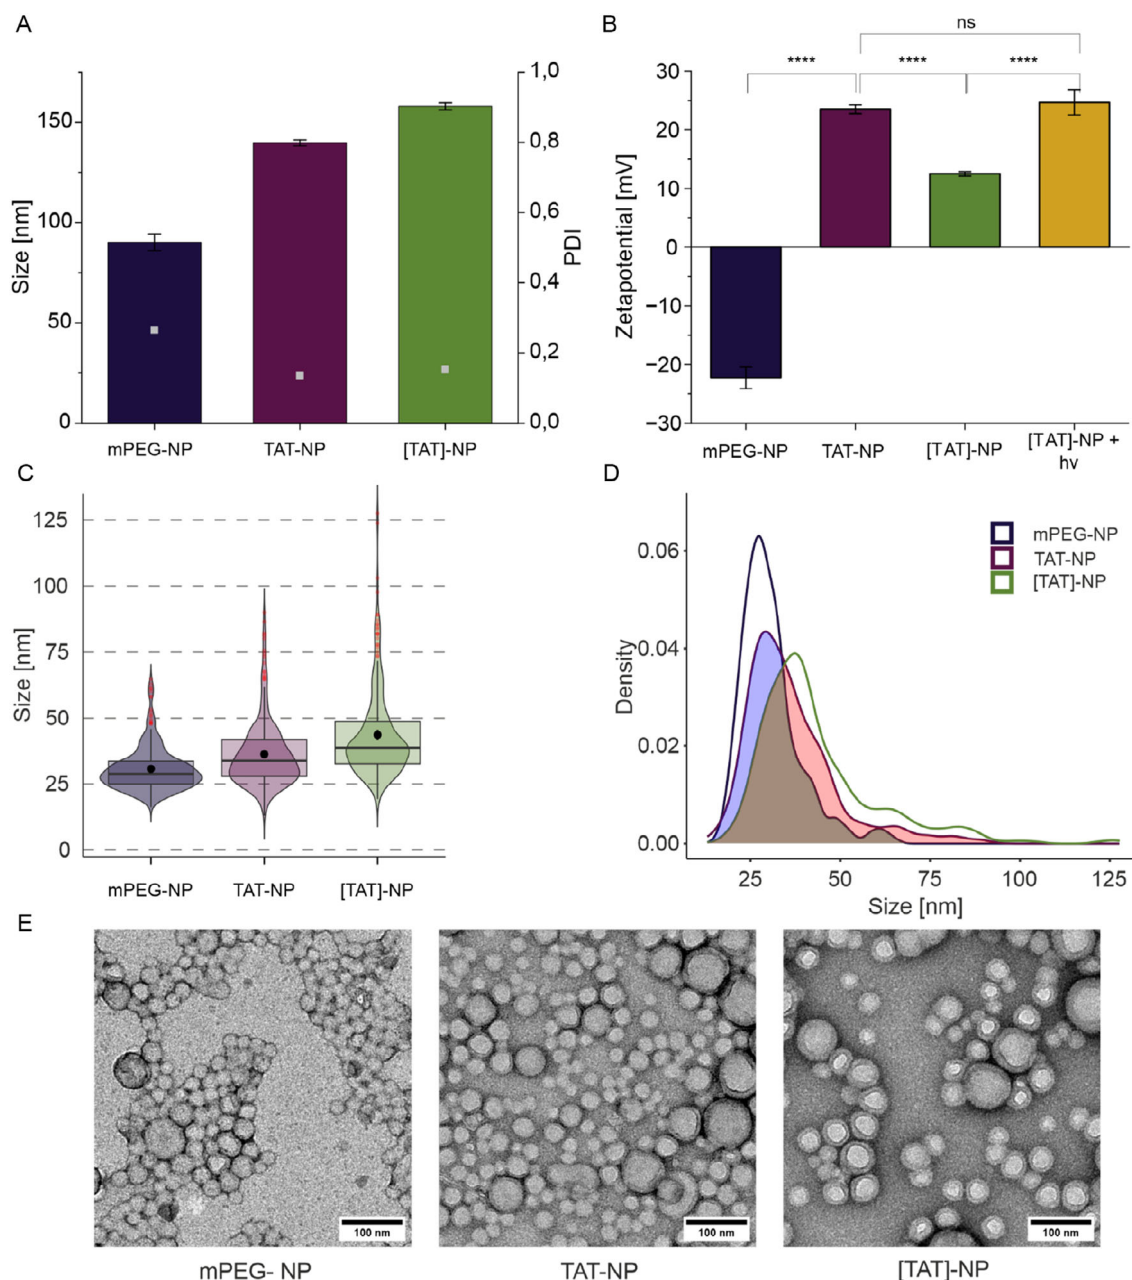 A
Size [nm]
150
100
50
0
1,0
0,8
0,6
0,4
0,2
0,0
PDI
mPEG-NP TAT-NP [TAT]-NP
B
ns
**** **** ****
Zetapotential [mV]
30
20
10
0
−10
−20
−30
mPEG-NP TAT-NP [TAT]-NP [TAT]-NP +
hv
C
Size [nm]
125
100
75
50
25
0
mPEG-NP TAT-NP [TAT]-NP
D
Density
0.06
0.04
0.02
0.00
mPEG-NP
TAT-NP
[TAT]-NP
25 50 75 100 125
Size [nm]
E
100 nm 100 nm 100 nm
mPEG- NP TAT-NP [TAT]-NP